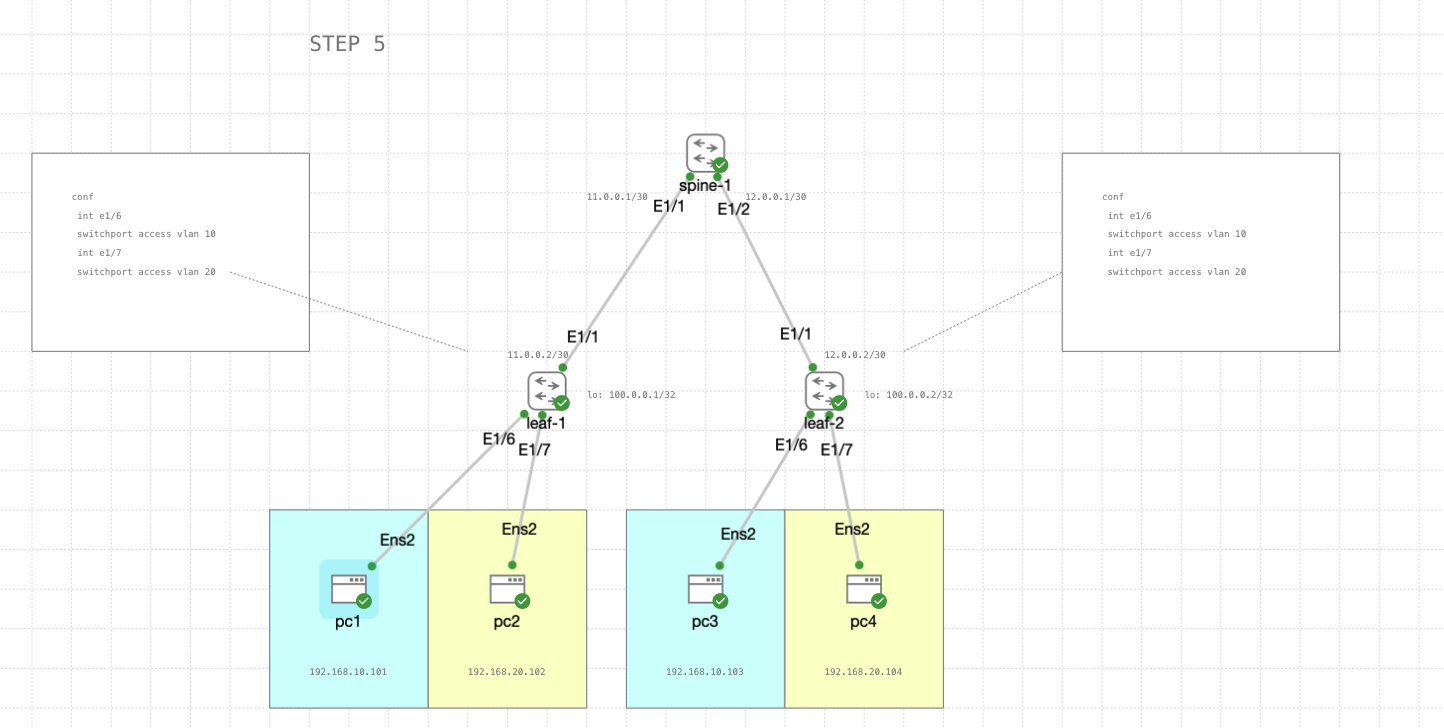 STEP 5
conf
int e1/6
switchport access vlan 10
int e1/7
switchport access vlan 20
spine-1
11.0.0.1/30
E1/1
E1/2
12.0.0.1/30
conf
int e1/6
switchport access vlan 10
int e1/7
switchport access vlan 20
E1/1
11.0.0.2/30
lo: 100.0.0.1/32
leaf-1
E1/6
E1/7
E1/1
12.0.0.2/30
lo: 100.0.0.2/32
leaf-2
E1/6
E1/7
Ens2
pc1
192.168.10.101
Ens2
pc2
192.168.20.102
Ens2
pc3
192.168.10.103
Ens2
pc4
192.168.20.104